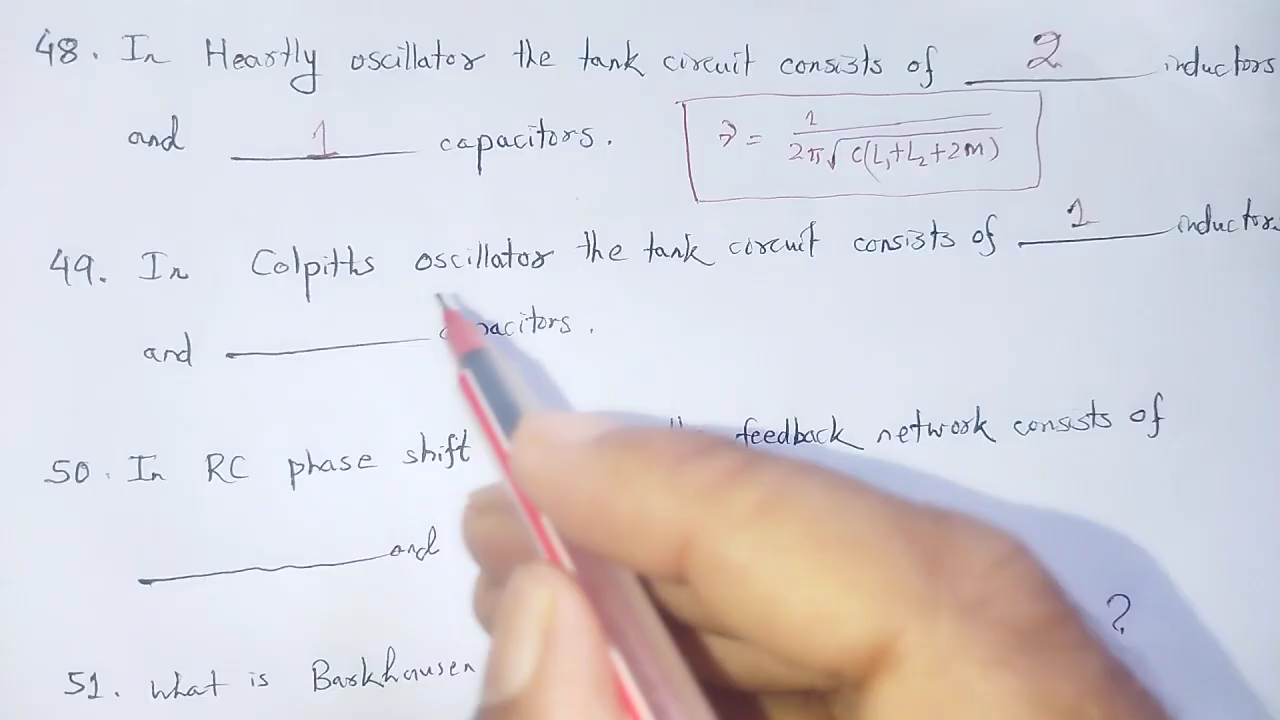 48. In Heartly oscillator the tank circuit consists of 2 inductors
and 1 capacitors.
ν = 1 / 2π√C(L₁+L₂+2M)
49. In Colpitts oscillator the tank circuit consists of 1 inductor
and capacitors.
50. In RC phase shift feedback network consists of
and ?
51. what is Barkhausen